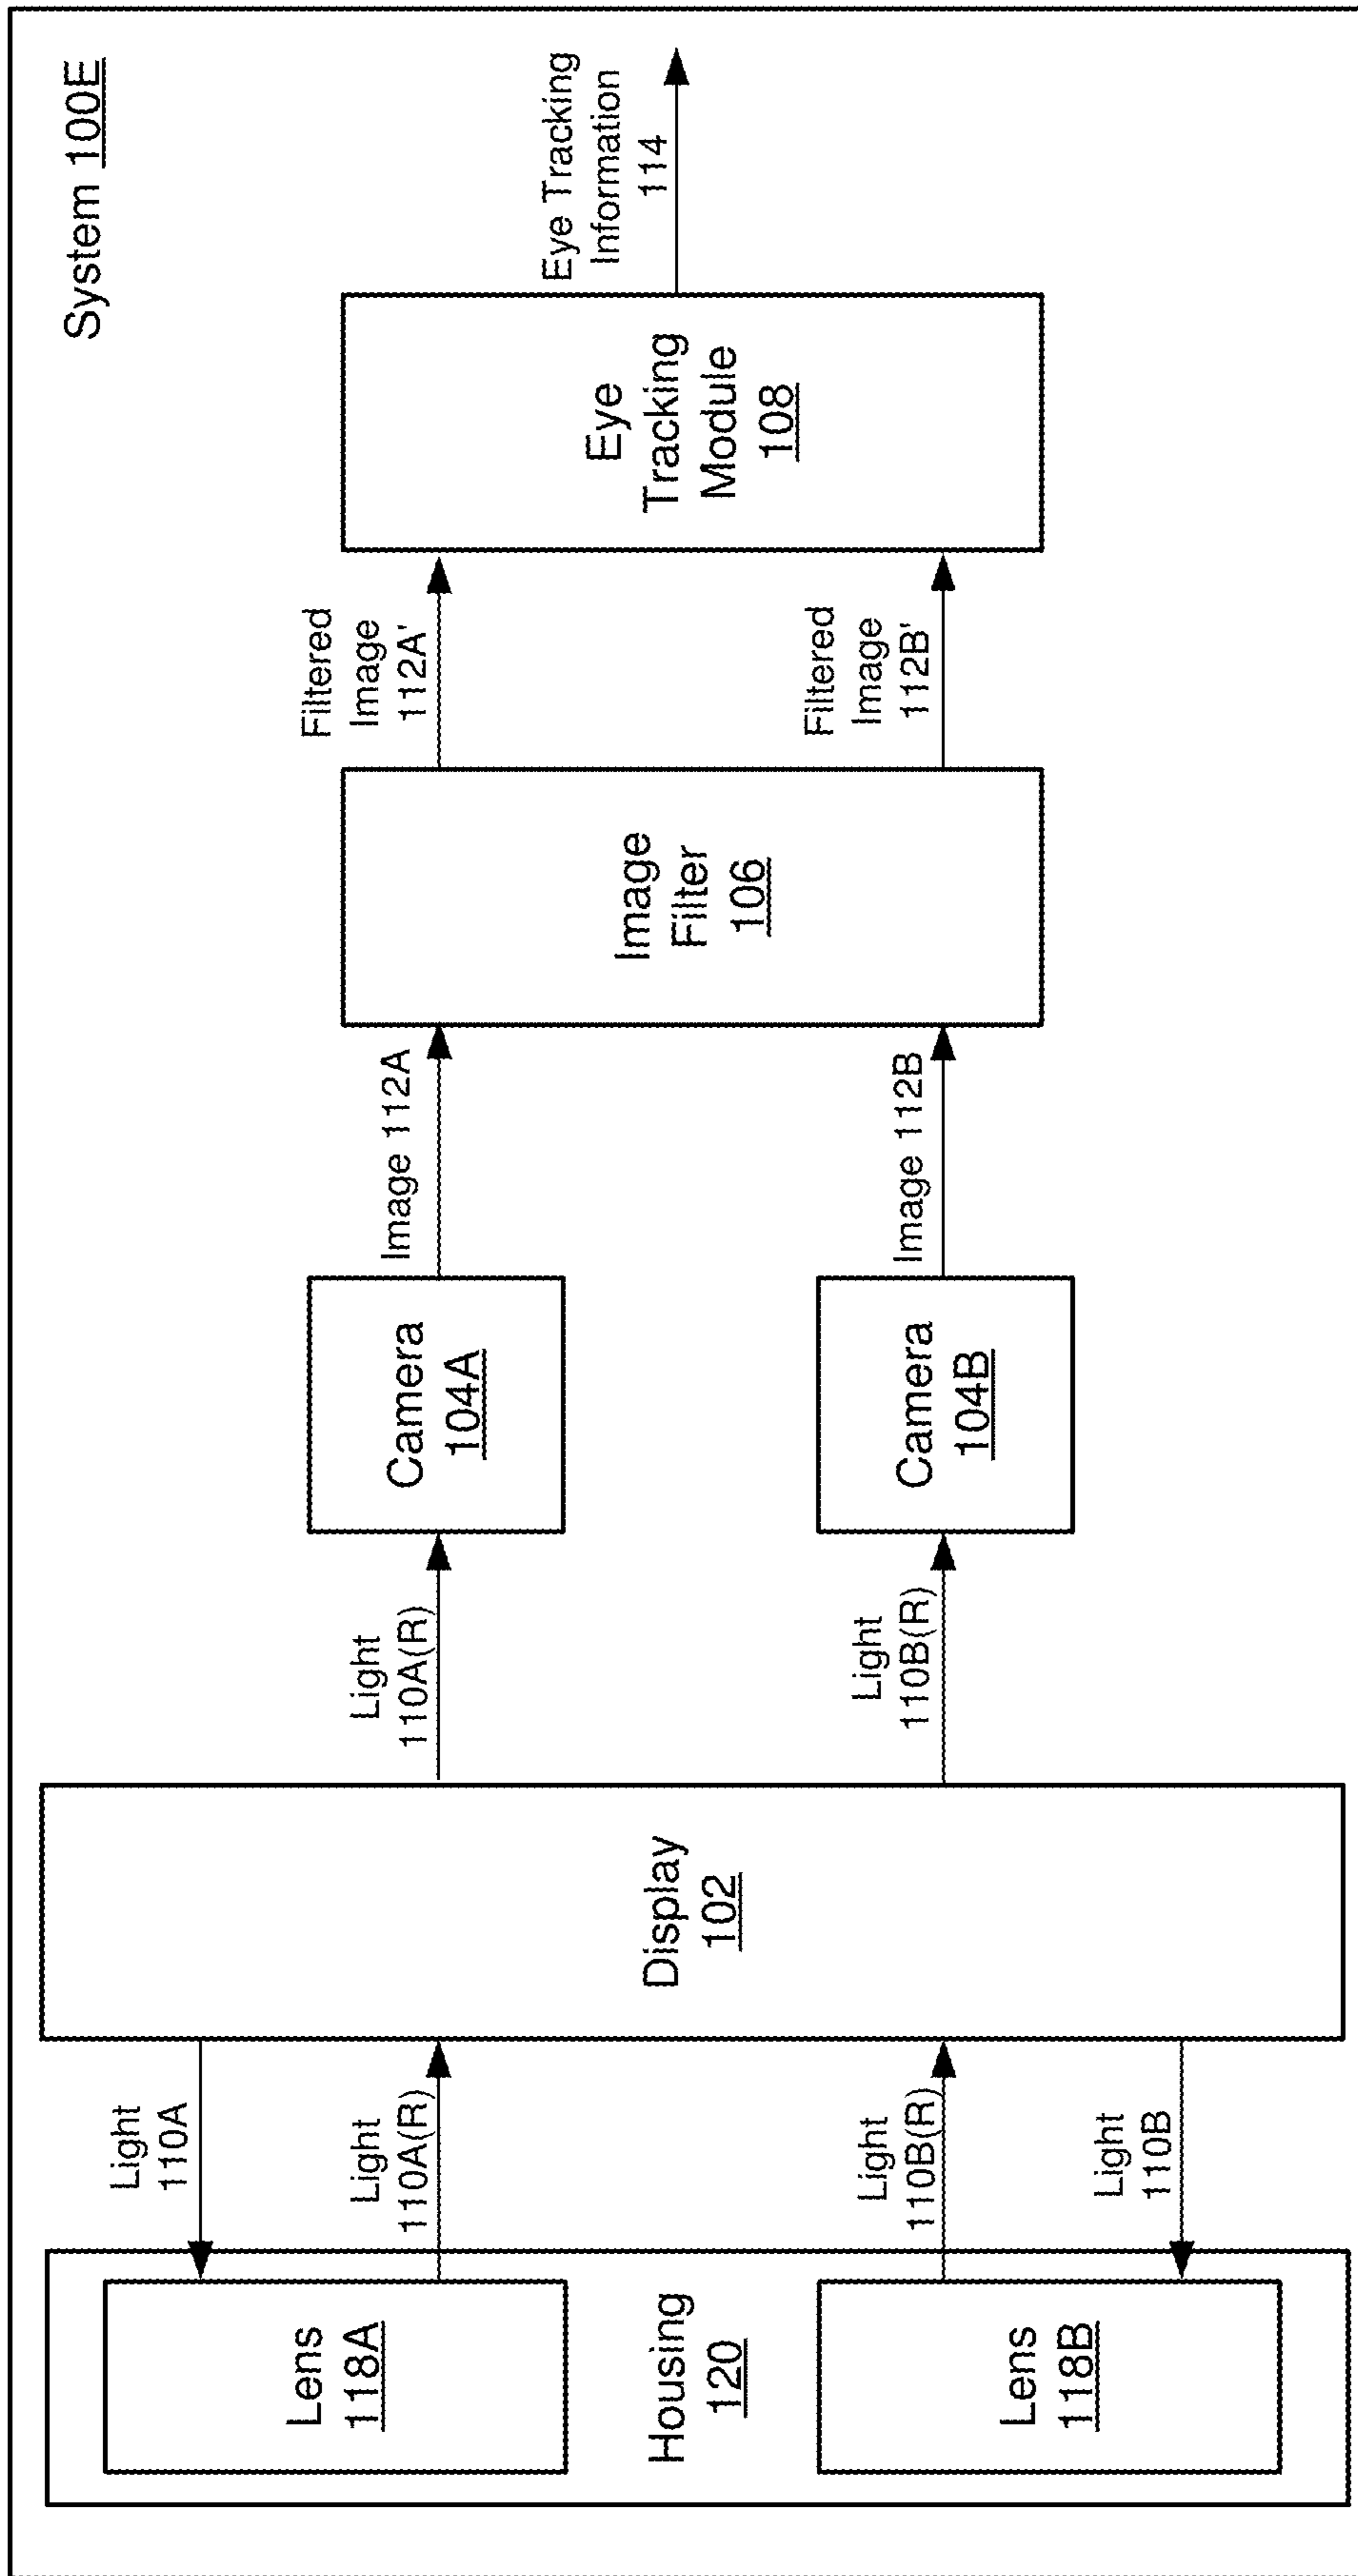 System 100E
Housing
120
Lens
118A
Lens
118B
Light
110A
Light
110A(R)
Light
110B(R)
Light
110B
Display
102
Light
110A(R)
Light
110B(R)
Camera
104A
Camera
104B
Image 112A
Image 112B
Image
Filter
106
Filtered
Image
112A'
Filtered
Image
112B'
Eye
Tracking
Module
108
Eye Tracking
Information
114